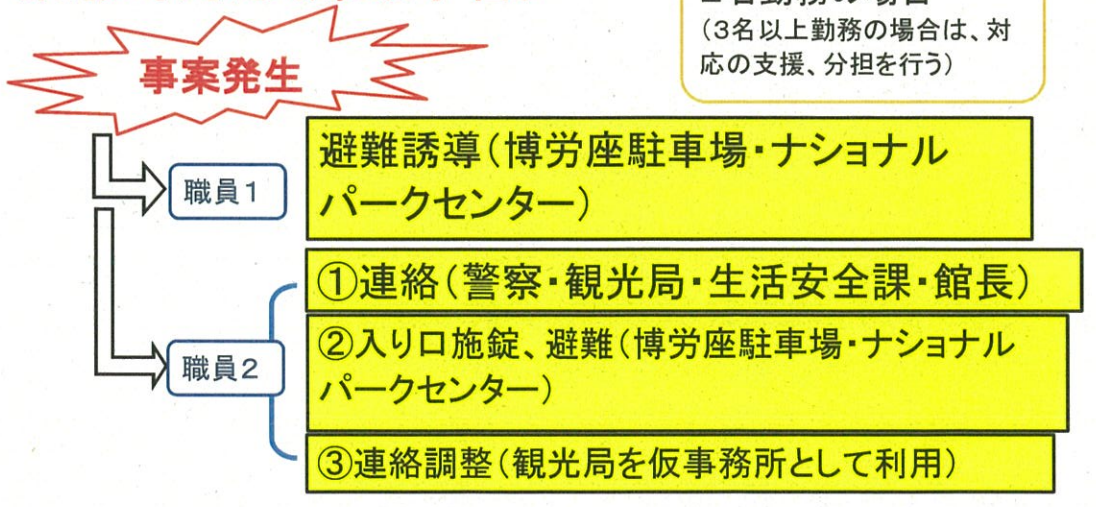 (3名以上勤務の場合は、対
応の支援、分担を行う)
事案発生
職員1
避難誘導(博労座駐車場・ナショナル
パークセンター)
職員2
①連絡(警察・観光局・生活安全課・館長)
②入り口施錠、避難(博労座駐車場・ナショナル
パークセンター)
③連絡調整(観光局を仮事務所として利用)